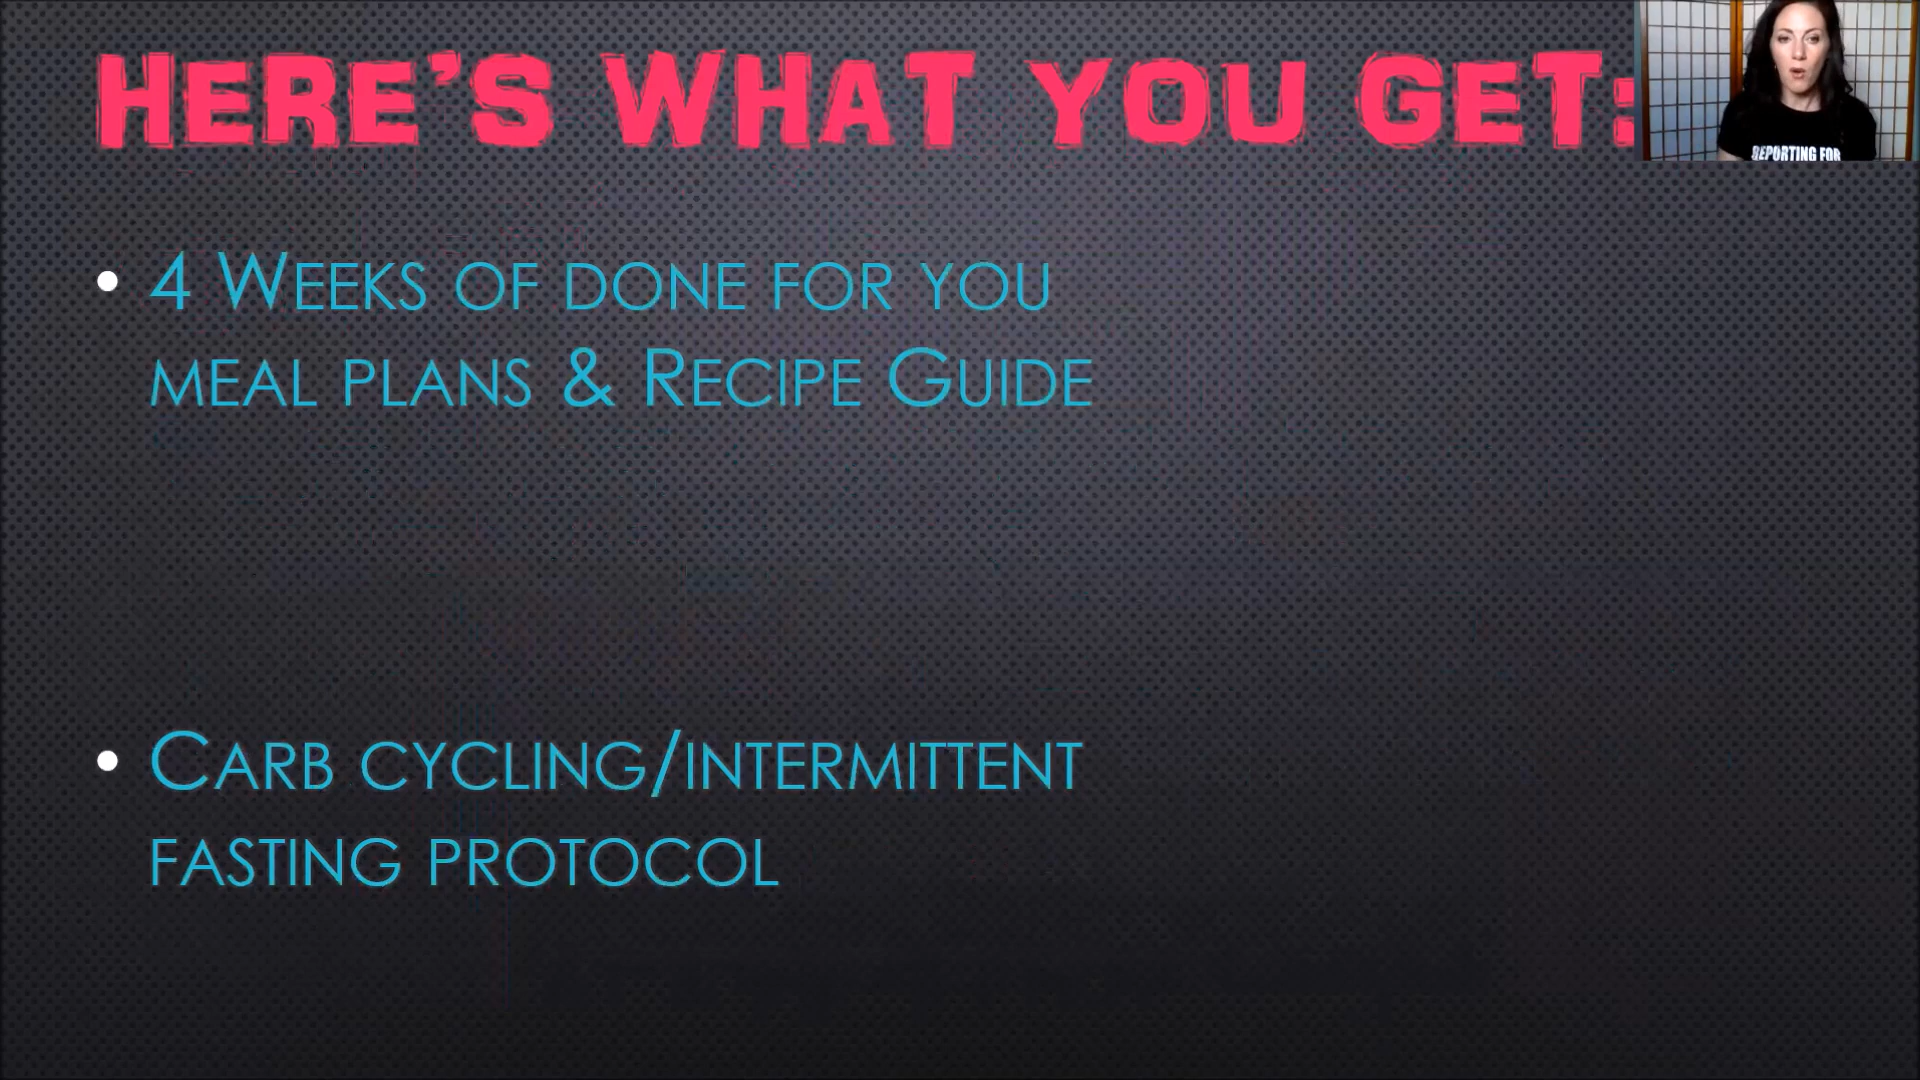 HERE'S WHAT YOU GET:
REPORTING FOR
• 4 WEEKS OF DONE FOR YOU
MEAL PLANS & RECIPE GUIDE
• CARB CYCLING/INTERMITTENT
FASTING PROTOCOL